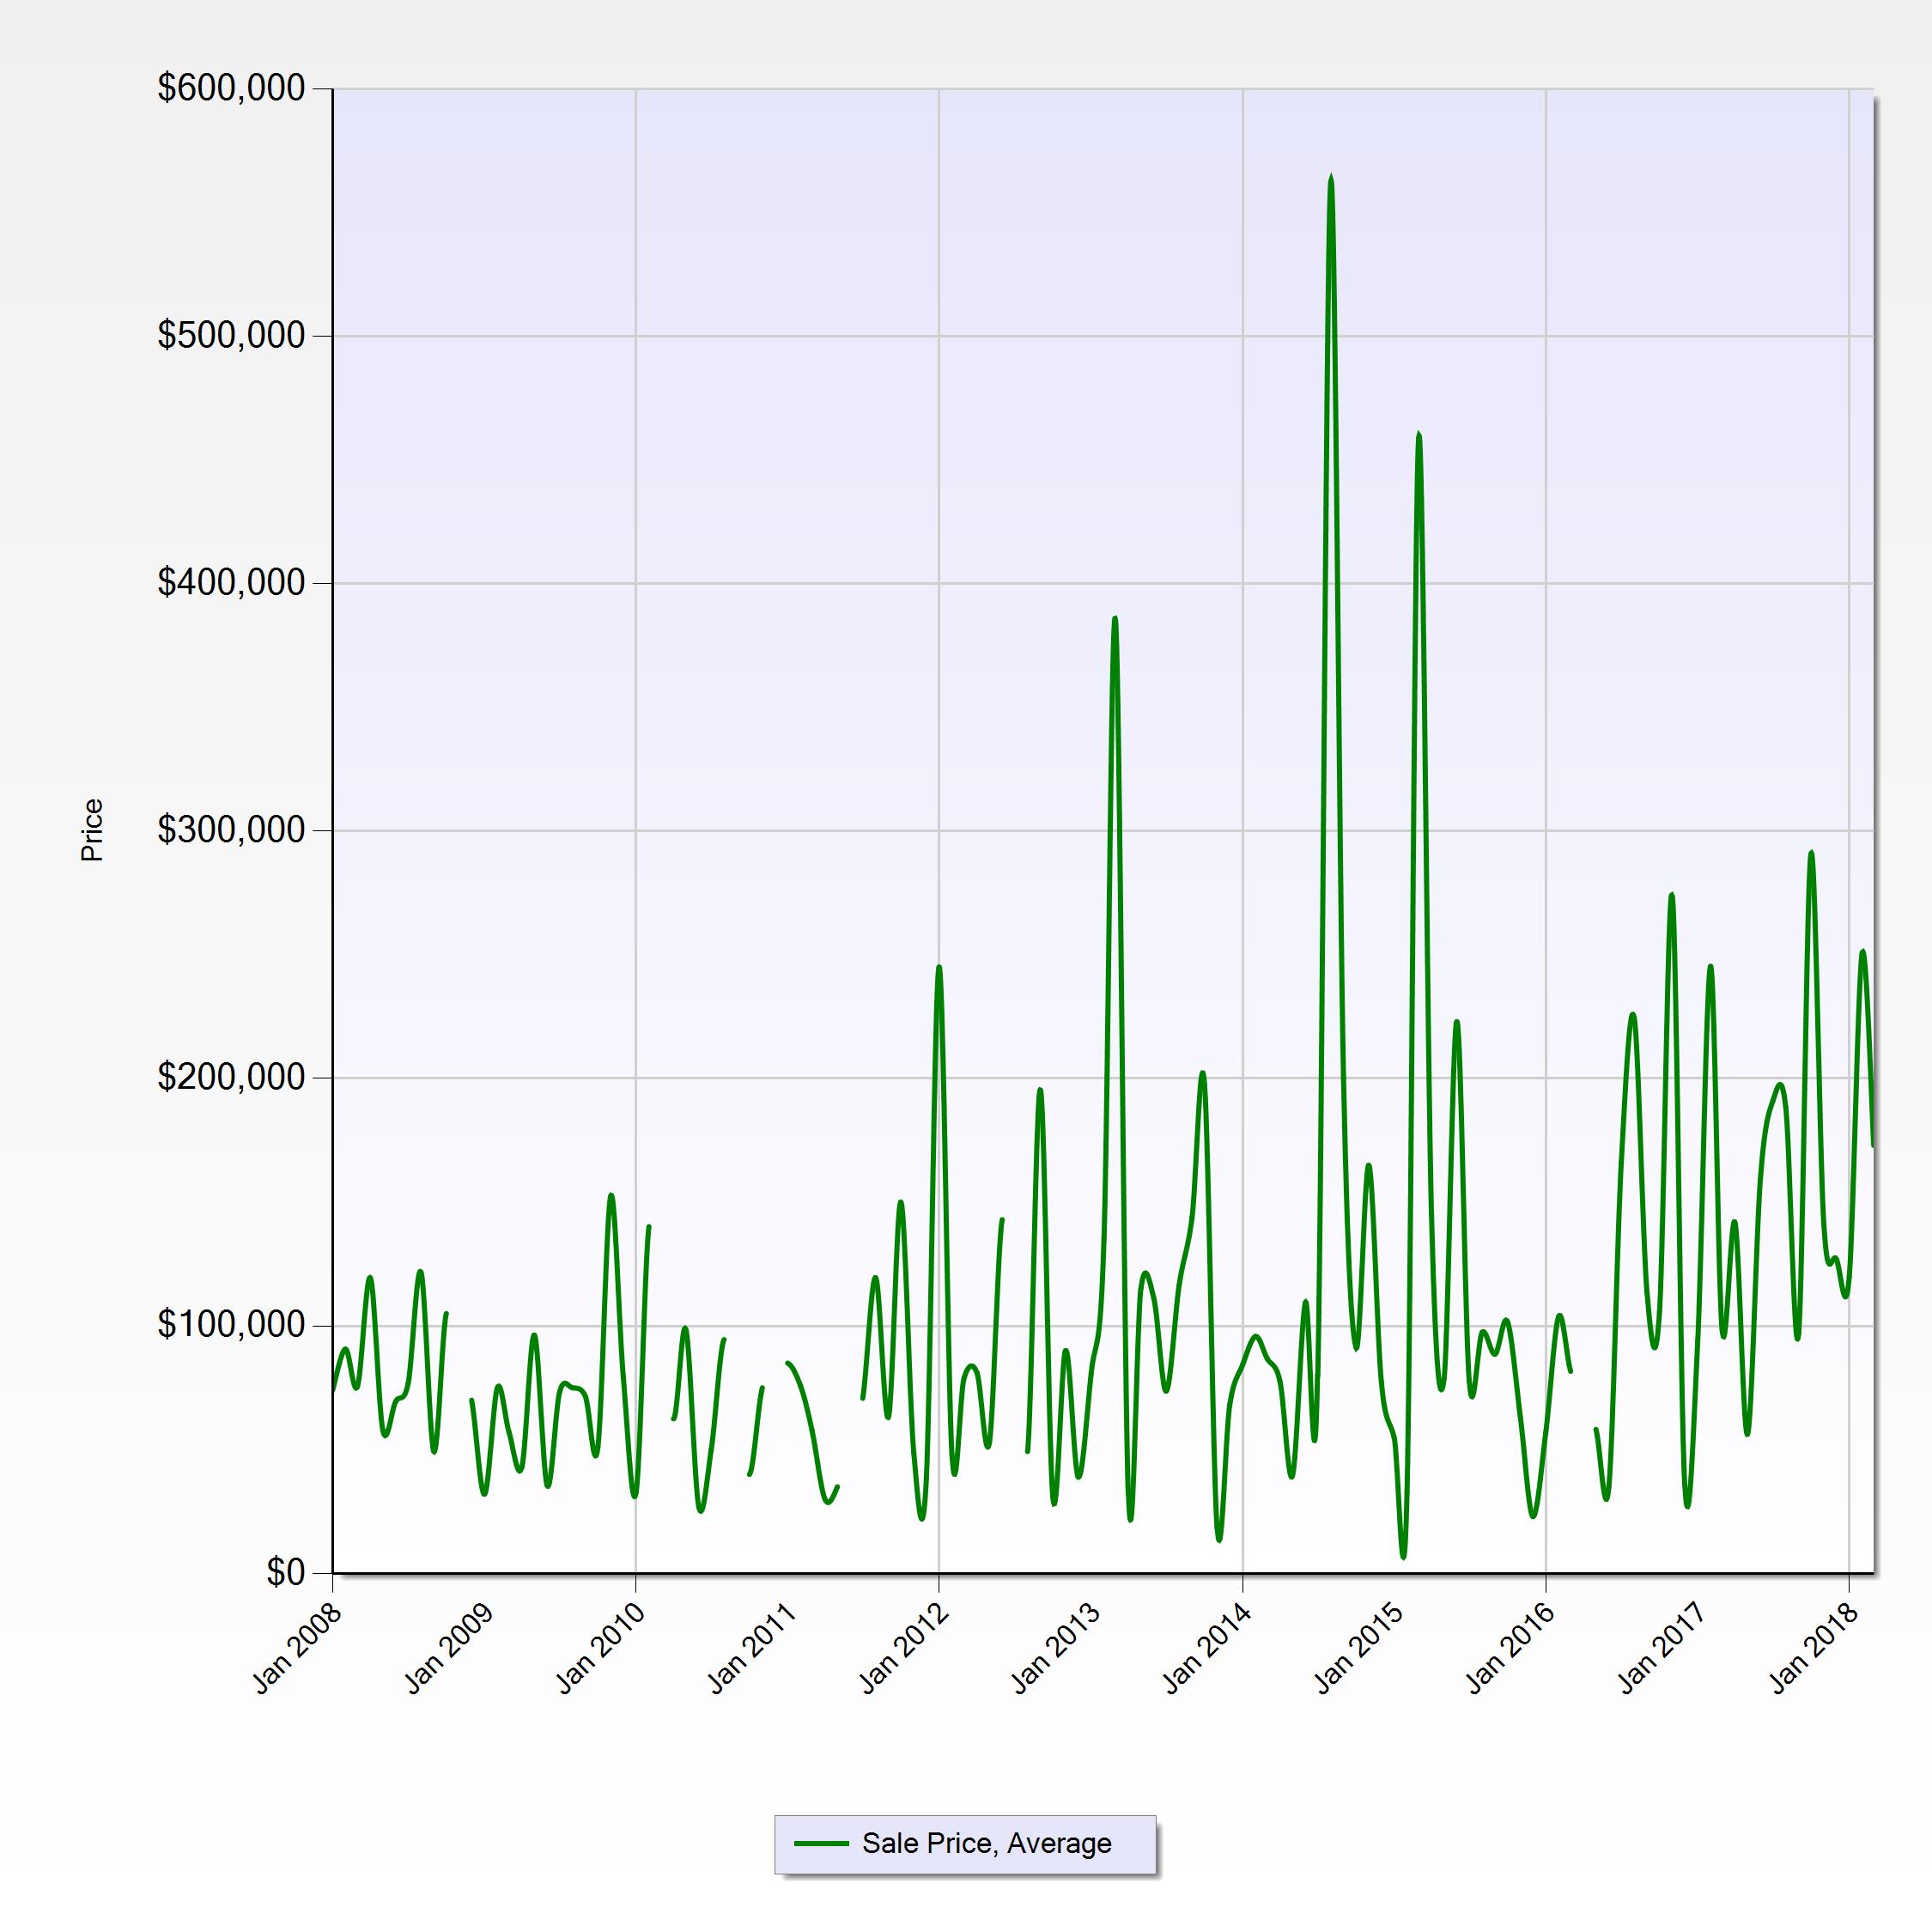 $600,000
$500,000
$400,000
$300,000
$200,000
$100,000
$0
Price
Jan 2008
Jan 2009
Jan 2010
Jan 2011
Jan 2012
Jan 2013
Jan 2014
Jan 2015
Jan 2016
Jan 2017
Jan 2018
Sale Price, Average